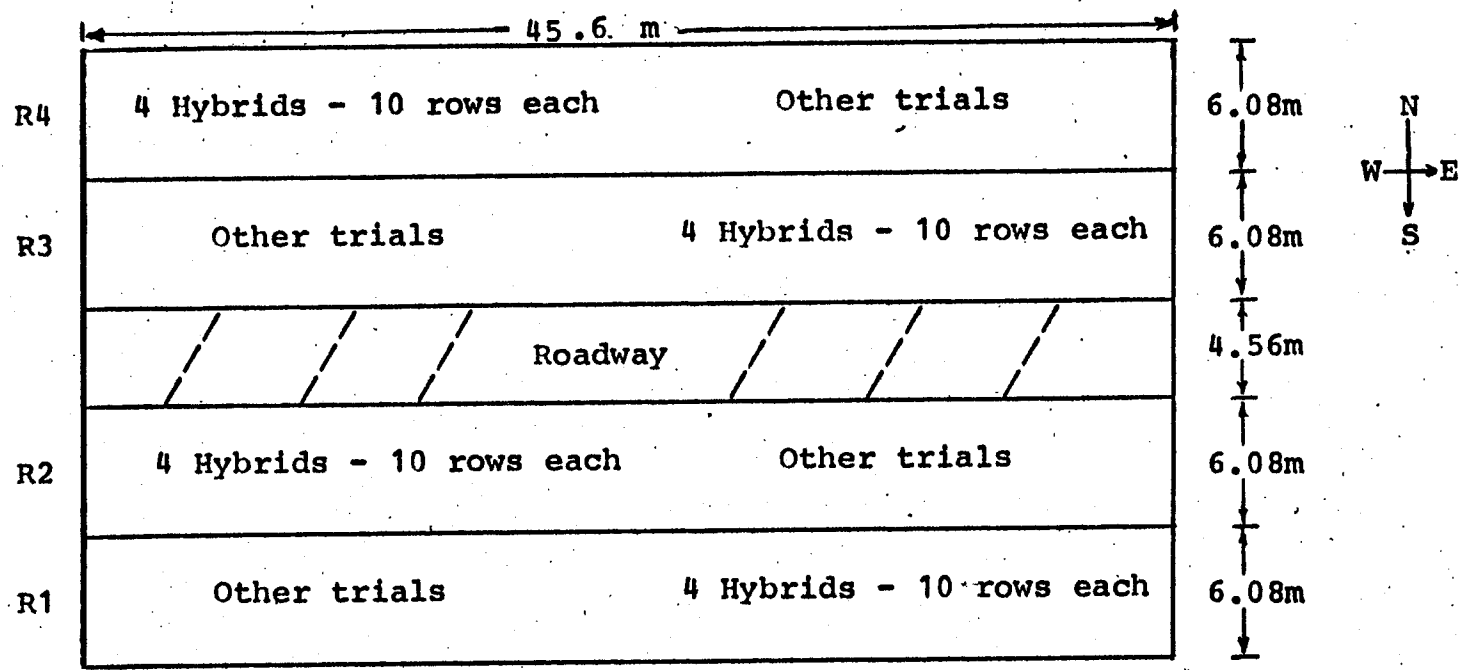 45.6 m
R4 4 Hybrids - 10 rows each Other trials 6.08m
N
W E
S
R3 Other trials 4 Hybrids - 10 rows each 6.08m
Roadway 4.56m
R2 4 Hybrids - 10 rows each Other trials 6.08m
R1 Other trials 4 Hybrids - 10 rows each 6.08m